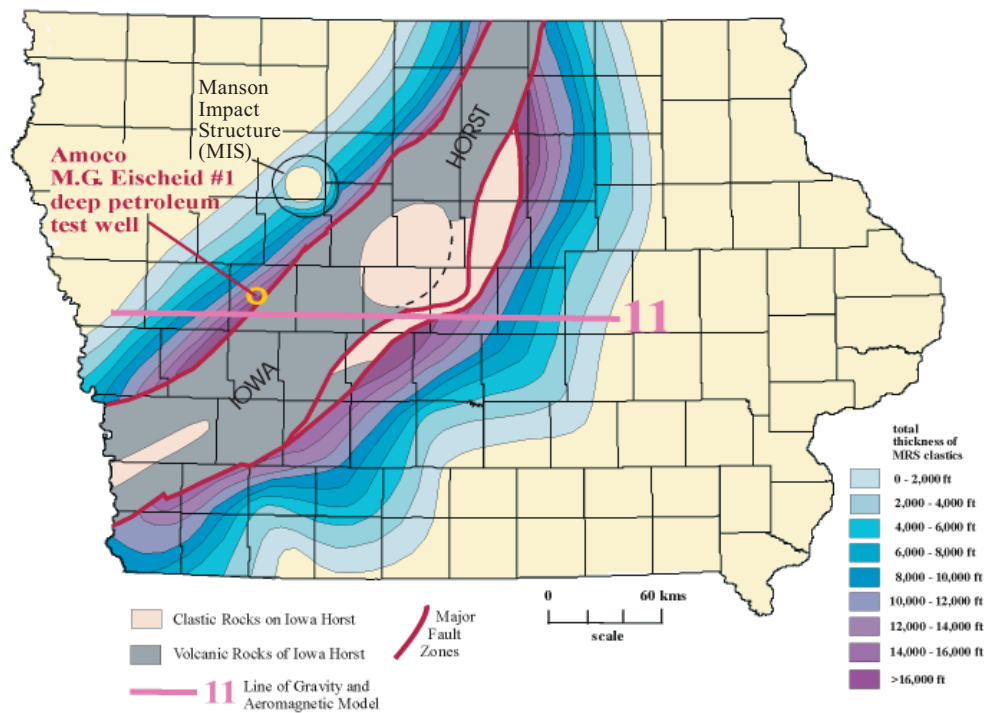 Manson
Impact
Structure
(MIS)
Amoco
M.G. Eischeid #1
deep petroleum
test well
HORST
IOWA
11
total
thickness of
MRS clastics
0 - 2,000 ft
2,000 - 4,000 ft
4,000 - 6,000 ft
6,000 - 8,000 ft
8,000 - 10,000 ft
10,000 - 12,000 ft
12,000 - 14,000 ft
14,000 - 16,000 ft
>16,000 ft
0 60 kms
scale
Clastic Rocks on Iowa Horst
Volcanic Rocks of Iowa Horst
Major
Fault
Zones
11 Line of Gravity and
Aeromagnetic Model